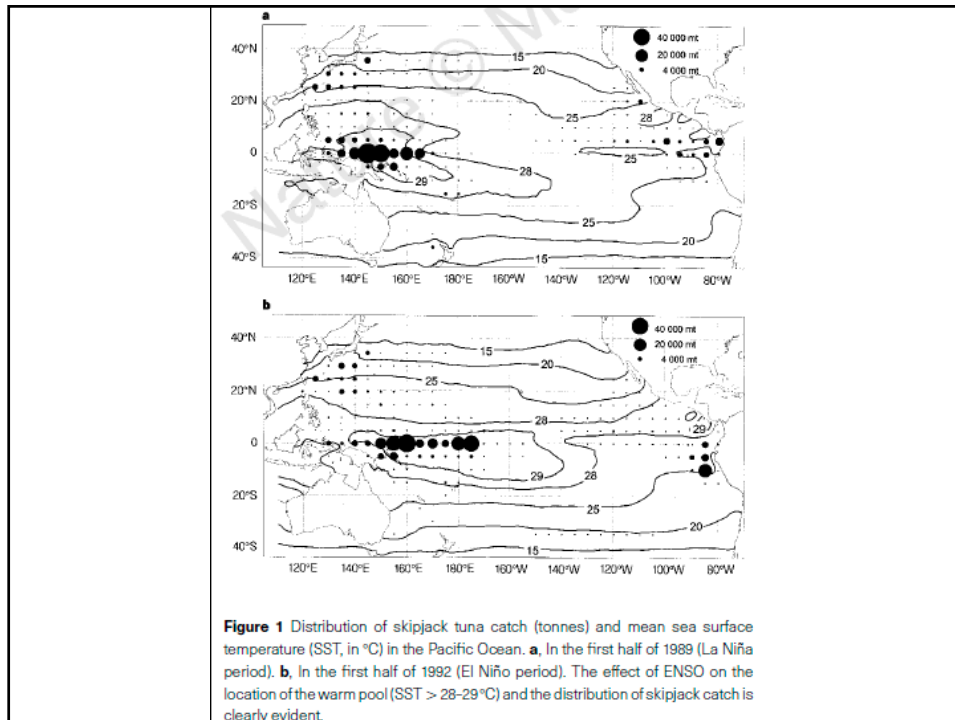 a
Nature © M
40 000 mt
20 000 mt
4 000 mt
40°N
20°N
0
20°S
40°S
15
20
25
28
25
28
29
25
20
15
120°E 140°E 160°E 180°E 160°W 140°W 120°W 100°W 80°W
b
40 000 mt
20 000 mt
4 000 mt
40°N
20°N
0
20°S
40°S
15
20
25
28
29
29
28
25
20
15
120°E 140°E 160°E 180°E 160°W 140°W 120°W 100°W 80°W
Figure 1 Distribution of skipjack tuna catch (tonnes) and mean sea surface
temperature (SST, in °C) in the Pacific Ocean. a, In the first half of 1989 (La Niña
period). b, In the first half of 1992 (El Niño period). The effect of ENSO on the
location of the warm pool (SST > 28–29°C) and the distribution of skipjack catch is
clearly evident.